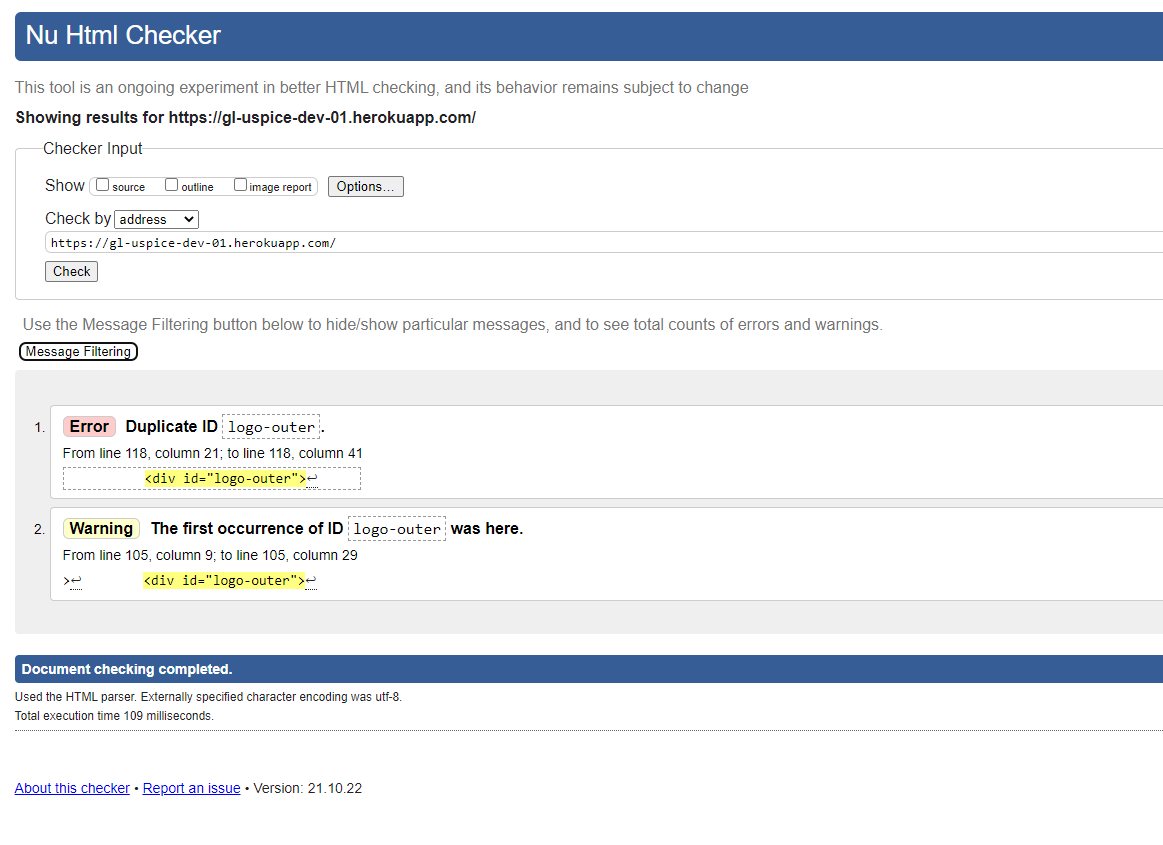 Nu Html Checker
This tool is an ongoing experiment in better HTML checking, and its behavior remains subject to change
Showing results for https://gl-uspice-dev-01.herokuapp.com/
Checker Input
Show source outline image report Options...
Check by address
https://gl-uspice-dev-01.herokuapp.com/
Check
Use the Message Filtering button below to hide/show particular messages, and to see total counts of errors and warnings.
Message Filtering
1. Error Duplicate ID logo-outer.
From line 118, column 21; to line 118, column 41
<div id="logo-outer">↩
2. Warning The first occurrence of ID logo-outer was here.
From line 105, column 9; to line 105, column 29
>↩ <div id="logo-outer">↩
Document checking completed.
Used the HTML parser. Externally specified character encoding was utf-8.
Total execution time 109 milliseconds.
About this checker • Report an issue • Version: 21.10.22